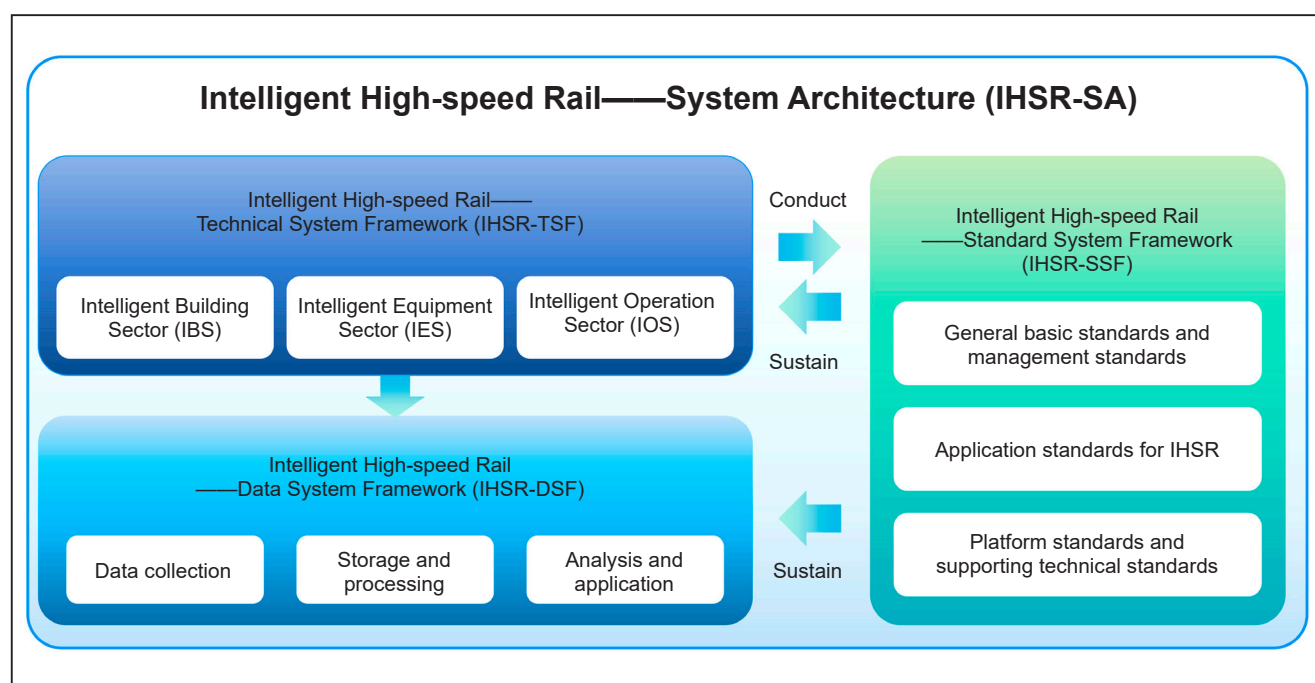 Intelligent High-speed Rail——System Architecture (IHSR-SA)
Intelligent High-speed Rail——
Technical System Framework (IHSR-TSF)
Intelligent Building
Sector (IBS)
Intelligent Equipment
Sector (IES)
Intelligent Operation
Sector (IOS)
Conduct
Sustain
Intelligent High-speed Rail
——Data System Framework (IHSR-DSF)
Data collection
Storage and
processing
Analysis and
application
Sustain
Intelligent High-speed Rail
——Standard System Framework
(IHSR-SSF)
General basic standards and
management standards
Application standards for IHSR
Platform standards and
supporting technical standards